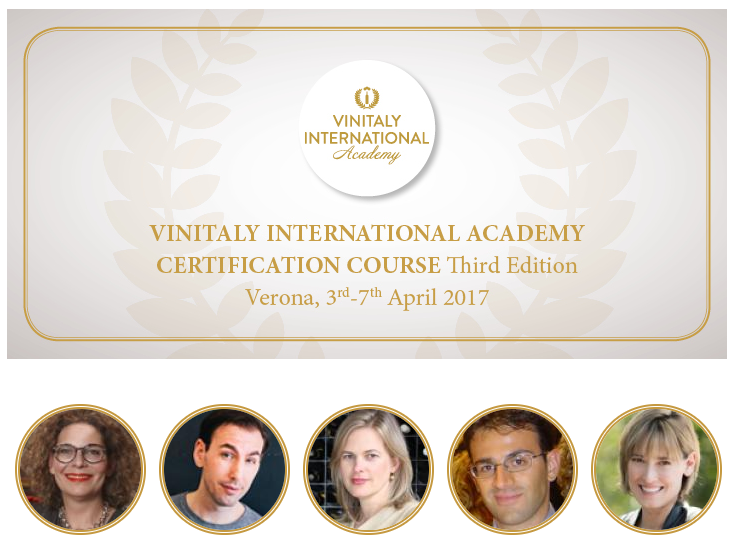 VINITALY
INTERNATIONAL
Academy
VINITALY INTERNATIONAL ACADEMY
CERTIFICATION COURSE Third Edition
Verona, 3rd-7th April 2017